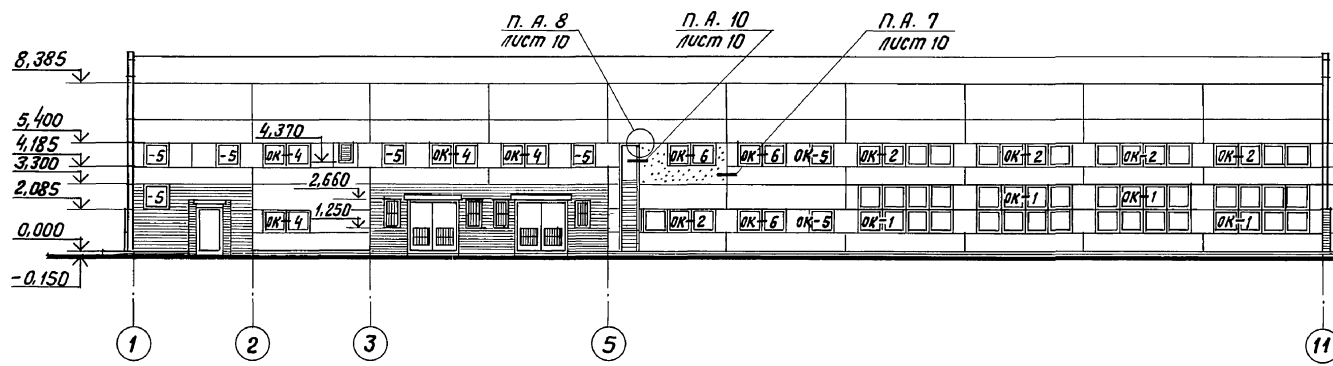 П. А. 8
лист 10
П. А. 10
лист 10
П. А. 7
лист 10
8,385
5,400
4,370
4,185
-5 -5 ОК-4 -5 ОК-4 ОК-4 -5 ОК-6 ОК-6 ОК-5 ОК-2 ОК-2 ОК-2 ОК-2
3,300
2,660
-5 ОК-1 ОК-1
2,085
1,250
ОК-4 ОК-2 ОК-6 ОК-5 ОК-1 ОК-1
0,000
-0,150
1 2 3 5 11